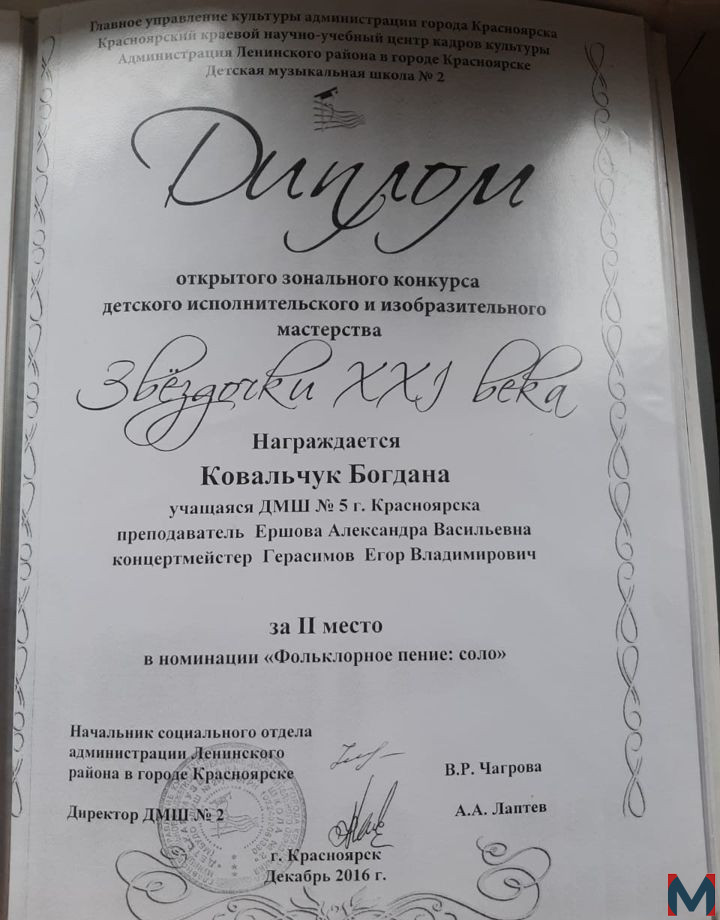 Главное управление культуры администрации города Красноярска
Красноярский краевой научно-учебный центр кадров культуры
Администрация Ленинского района в городе Красноярске
Детская музыкальная школа № 2
Диплом
открытого зонального конкурса
детского исполнительского и изобразительного
мастерства
Звёздочки XXI века
Награждается
Ковальчук Богдана
учащаяся ДМШ № 5 г. Красноярска
преподаватель Ершова Александра Васильевна
концертмейстер Герасимов Егор Владимирович
за II место
в номинации «Фольклорное пение: соло»
Начальник социального отдела
администрации Ленинского
района в городе Красноярске
В.Р. Чагрова
Директор ДМШ № 2
А.А. Лаптев
г. Красноярск
Декабрь 2016 г.
M